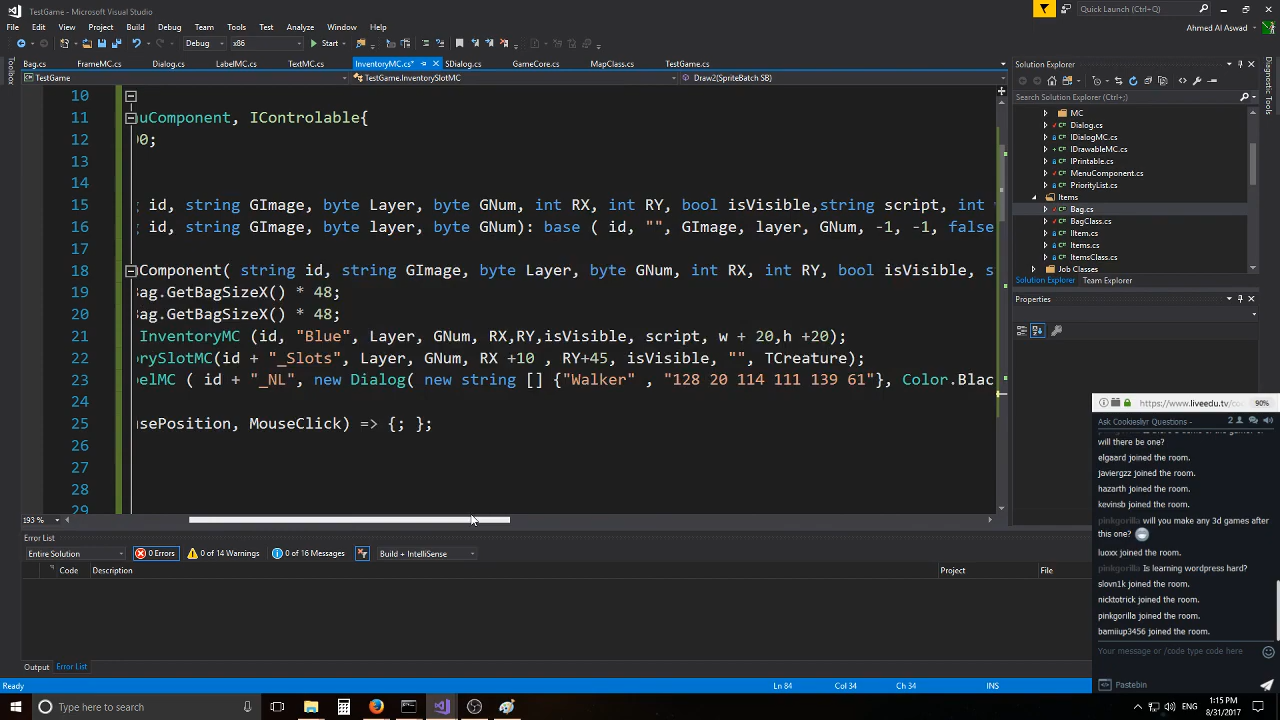 TestGame - Microsoft Visual Studio
Quick Launch (Ctrl+Q)
File Edit View Project Build Debug Team Tools Test Analyze Window Help
Ahmed Al Aswad
Debug x86 Start
Bag.cs FrameMC.cs Dialog.cs LabelMC.cs TextMC.cs InventoryMC.cs* SDialog.cs GameCore.cs MapClass.cs TestGame.cs
TestGame TestGame.InventorySlotMC Draw2(SpriteBatch SB)
Toolbox
10
11 uComponent, IControlable{
12 90;
13
14
15 g id, string GImage, byte Layer, byte GNum, int RX, int RY, bool isVisible,string script, int
16 g id, string GImage, byte layer, byte GNum): base ( id, "", GImage, layer, GNum, -1, -1, false
17
18 Component( string id, string GImage, byte Layer, byte GNum, int RX, int RY, bool isVisible, s
19 Bag.GetBagSizeX() * 48;
20 Bag.GetBagSizeX() * 48;
21 InventoryMC (id, "Blue", Layer, GNum, RX,RY,isVisible, script, w + 20,h +20);
22 orySlotMC(id + "_Slots", Layer, GNum, RX +10 , RY+45, isVisible, "", TCreature);
23 belMC ( id + "_NL", new Dialog( new string [] {"Walker" , "128 20 114 111 139 61"}, Color.Blac
24
25 usePosition, MouseClick) => {; };
26
27
28
29
193 %
Error List
Entire Solution 0 Errors 0 of 14 Warnings 0 of 16 Messages Build + IntelliSense
Code Description Project File
Output Error List
Ready Ln 84 Col 34 Ch 34 INS
Solution Explorer
Search Solution Explorer (Ctrl+;)
MC
Dialog.cs
IDialogMC.cs
IDrawableMC.cs
IPrintable.cs
MenuComponent.cs
PriorityList.cs
Items
Bag.cs
BagClass.cs
IItem.cs
Items.cs
ItemsClass.cs
Job Classes
Solution Explorer Team Explorer
Properties
Diagnostic Tools
https://www.liveedu.tv/co 90%
Ask Cookieslyr Questions - 2
will there be one?
elgaard joined the room.
javiergzz joined the room.
hazarth joined the room.
kevinsb joined the room.
pinkgorilla will you make any 3d games after
this one?
luoxx joined the room.
pinkgorilla Is learning wordpress hard?
slovn1k joined the room.
nicktotrick joined the room.
pinkgorilla joined the room.
bamiiup3456 joined the room.
Your message or /code type code here
Pastebin
Type here to search
ENG
1:15 PM
8/31/2017